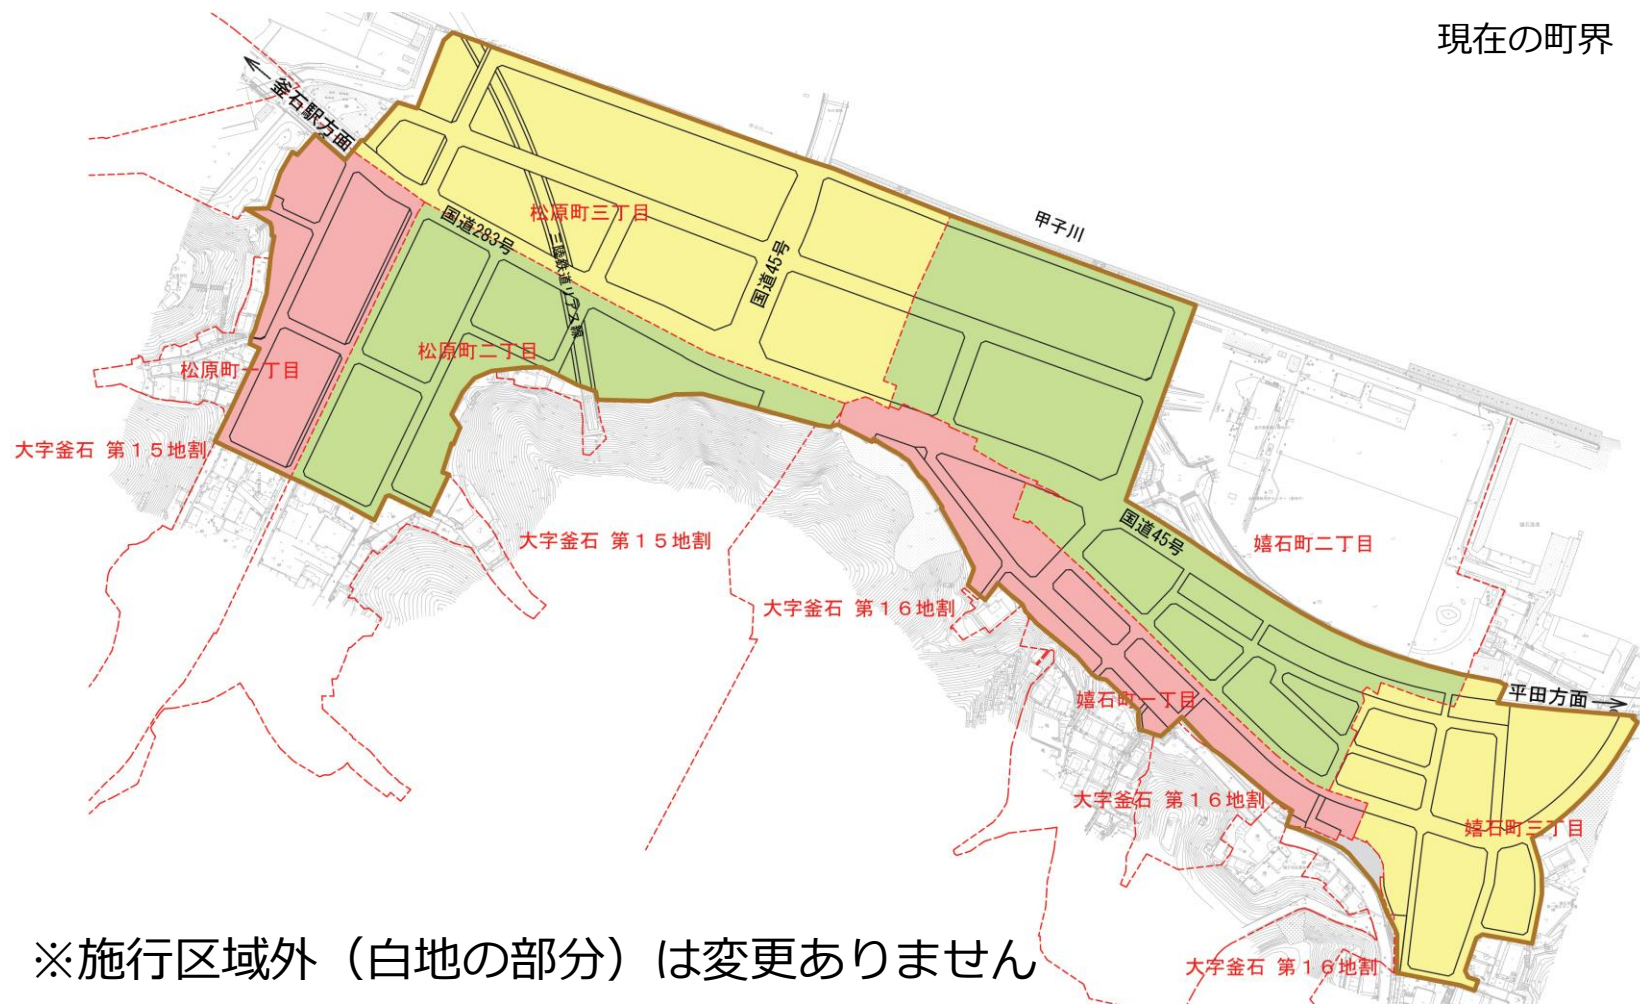 現在の町界
←釜石駅方面
甲子川
松原町三丁目
国道283号
国道45号
三陸鉄道リアス線
松原町二丁目
松原町一丁目
大字釜石 第15地割
国道45号
大字釜石 第15地割
嬉石町二丁目
大字釜石 第16地割
平田方面→
嬉石町一丁目
大字釜石 第16地割
嬉石町三丁目
※施行区域外（白地の部分）は変更ありません
大字釜石 第16地割